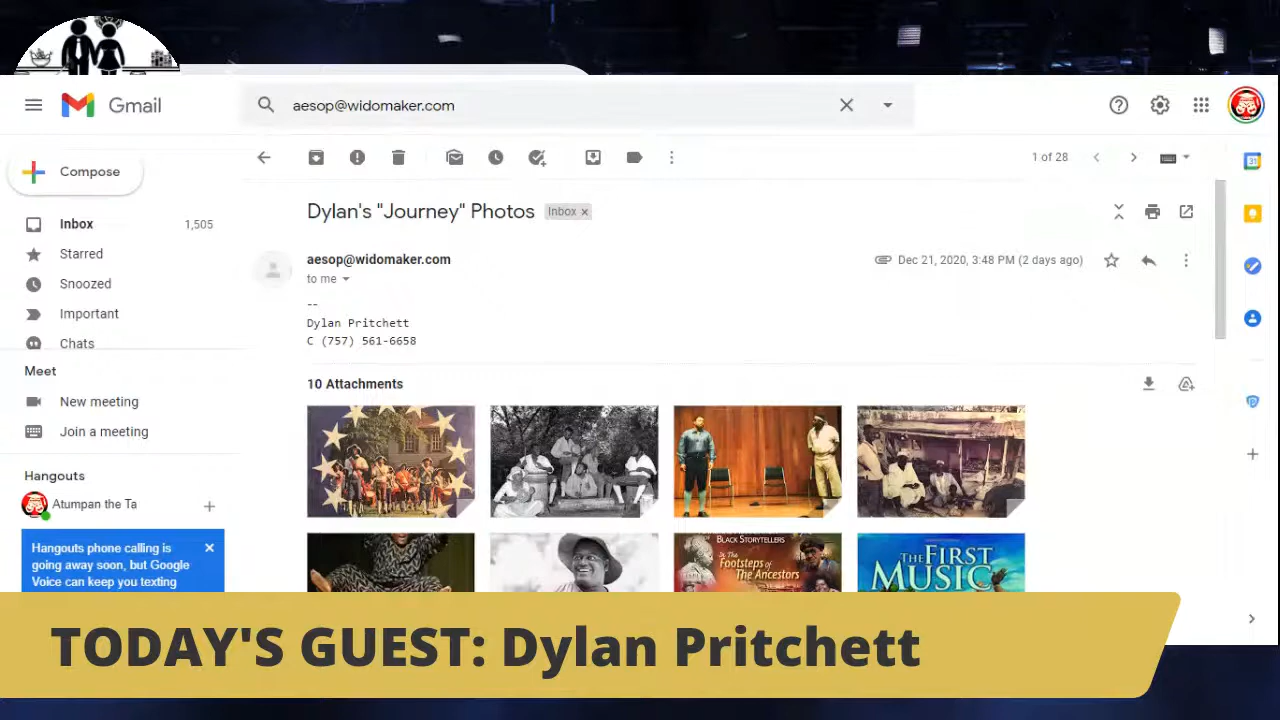 Gmail
aesop@widomaker.com
Compose
1 of 28
31
Dylan's "Journey" Photos
Inbox ×
Inbox 1,505
Starred
Snoozed
Important
Chats
aesop@widomaker.com
Dec 21, 2020, 3:48 PM (2 days ago)
to me
--
Dylan Pritchett
C (757) 561-6658
Meet
New meeting
Join a meeting
10 Attachments
Hangouts
Atumpan the Ta
Hangouts phone calling is
going away soon, but Google
Voice can keep you texting
BLACK STORYTELLERS
In The
Footsteps of
The Ancestors
THE FIRST
MUSIC
TODAY'S GUEST: Dylan Pritchett